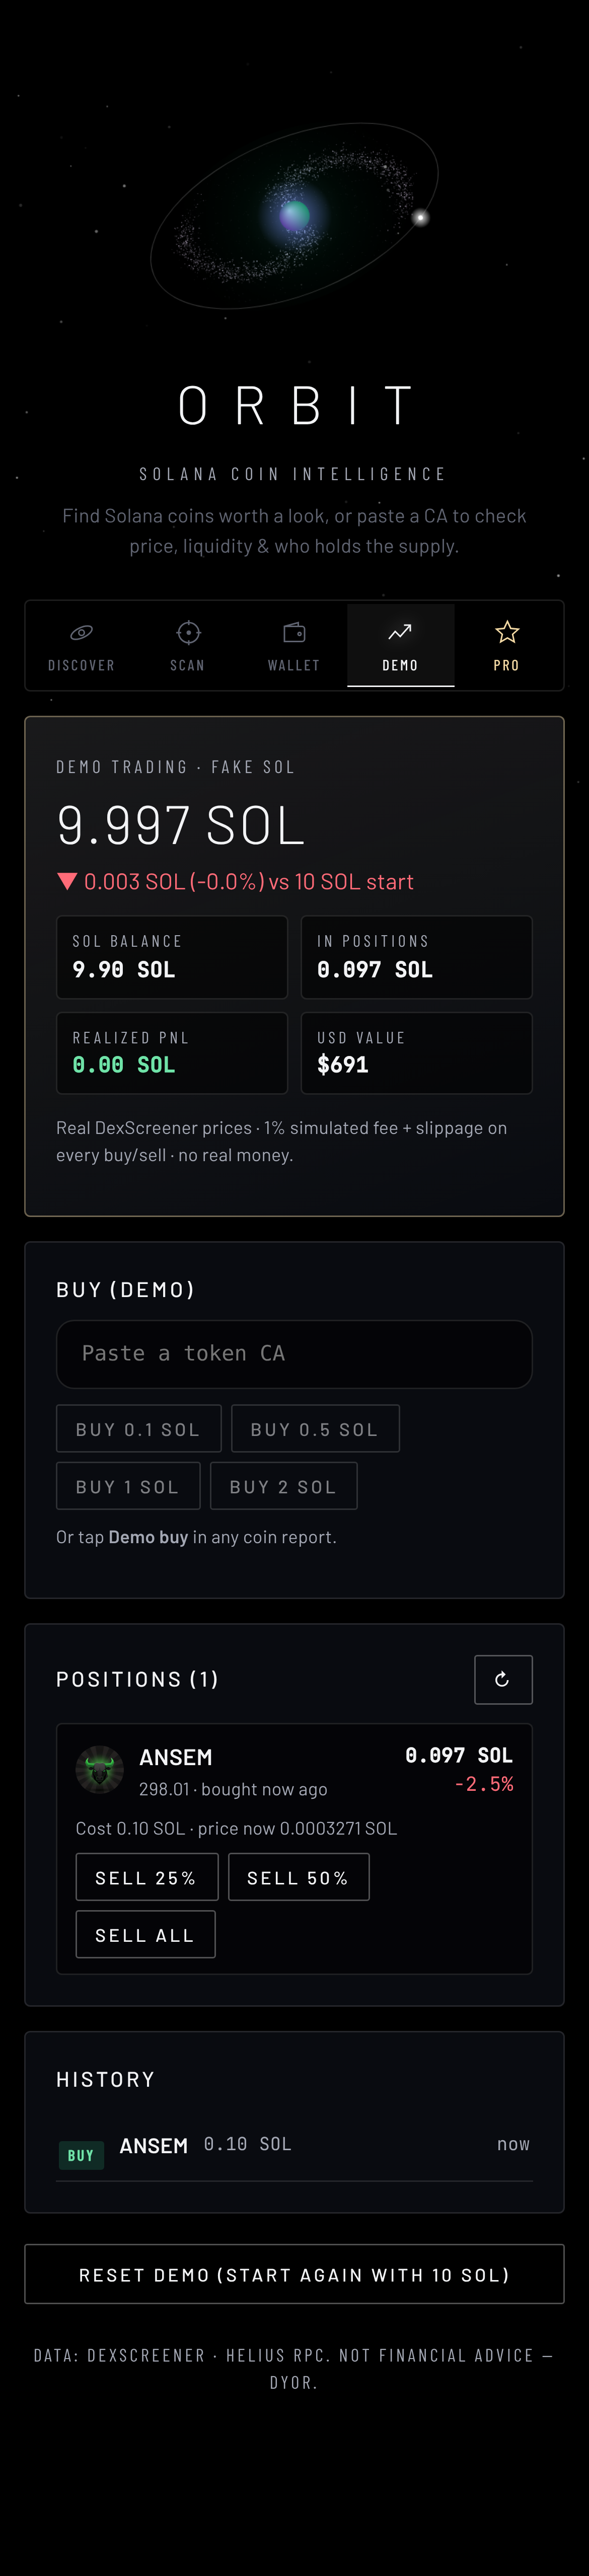 ORBIT
SOLANA COIN INTELLIGENCE
Find Solana coins worth a look, or paste a CA to check
price, liquidity & who holds the supply.
DISCOVER SCAN WALLET DEMO PRO
DEMO TRADING · FAKE SOL
9.997 SOL
▼ 0.003 SOL (-0.0%) vs 10 SOL start
SOL BALANCE
9.90 SOL
IN POSITIONS
0.097 SOL
REALIZED PNL
0.00 SOL
USD VALUE
$691
Real DexScreener prices · 1% simulated fee + slippage on
every buy/sell · no real money.
BUY (DEMO)
Paste a token CA
BUY 0.1 SOL BUY 0.5 SOL
BUY 1 SOL BUY 2 SOL
Or tap Demo buy in any coin report.
POSITIONS (1) ↻
ANSEM 0.097 SOL
298.01 · bought now ago -2.5%
Cost 0.10 SOL · price now 0.0003271 SOL
SELL 25% SELL 50%
SELL ALL
HISTORY
BUY ANSEM 0.10 SOL now
RESET DEMO (START AGAIN WITH 10 SOL)
DATA: DEXSCREENER · HELIUS RPC. NOT FINANCIAL ADVICE —
DYOR.